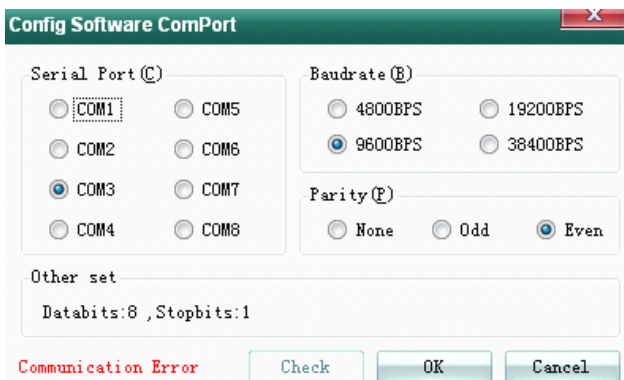 Config Software ComPort
X
Serial Port(C)
COM1 COM5
COM2 COM6
COM3 COM7
COM4 COM8
Baudrate(B)
4800BPS 19200BPS
9600BPS 38400BPS
Parity(P)
None Odd Even
Other set
Databits:8 ,Stopbits:1
Communication Error Check OK Cancel